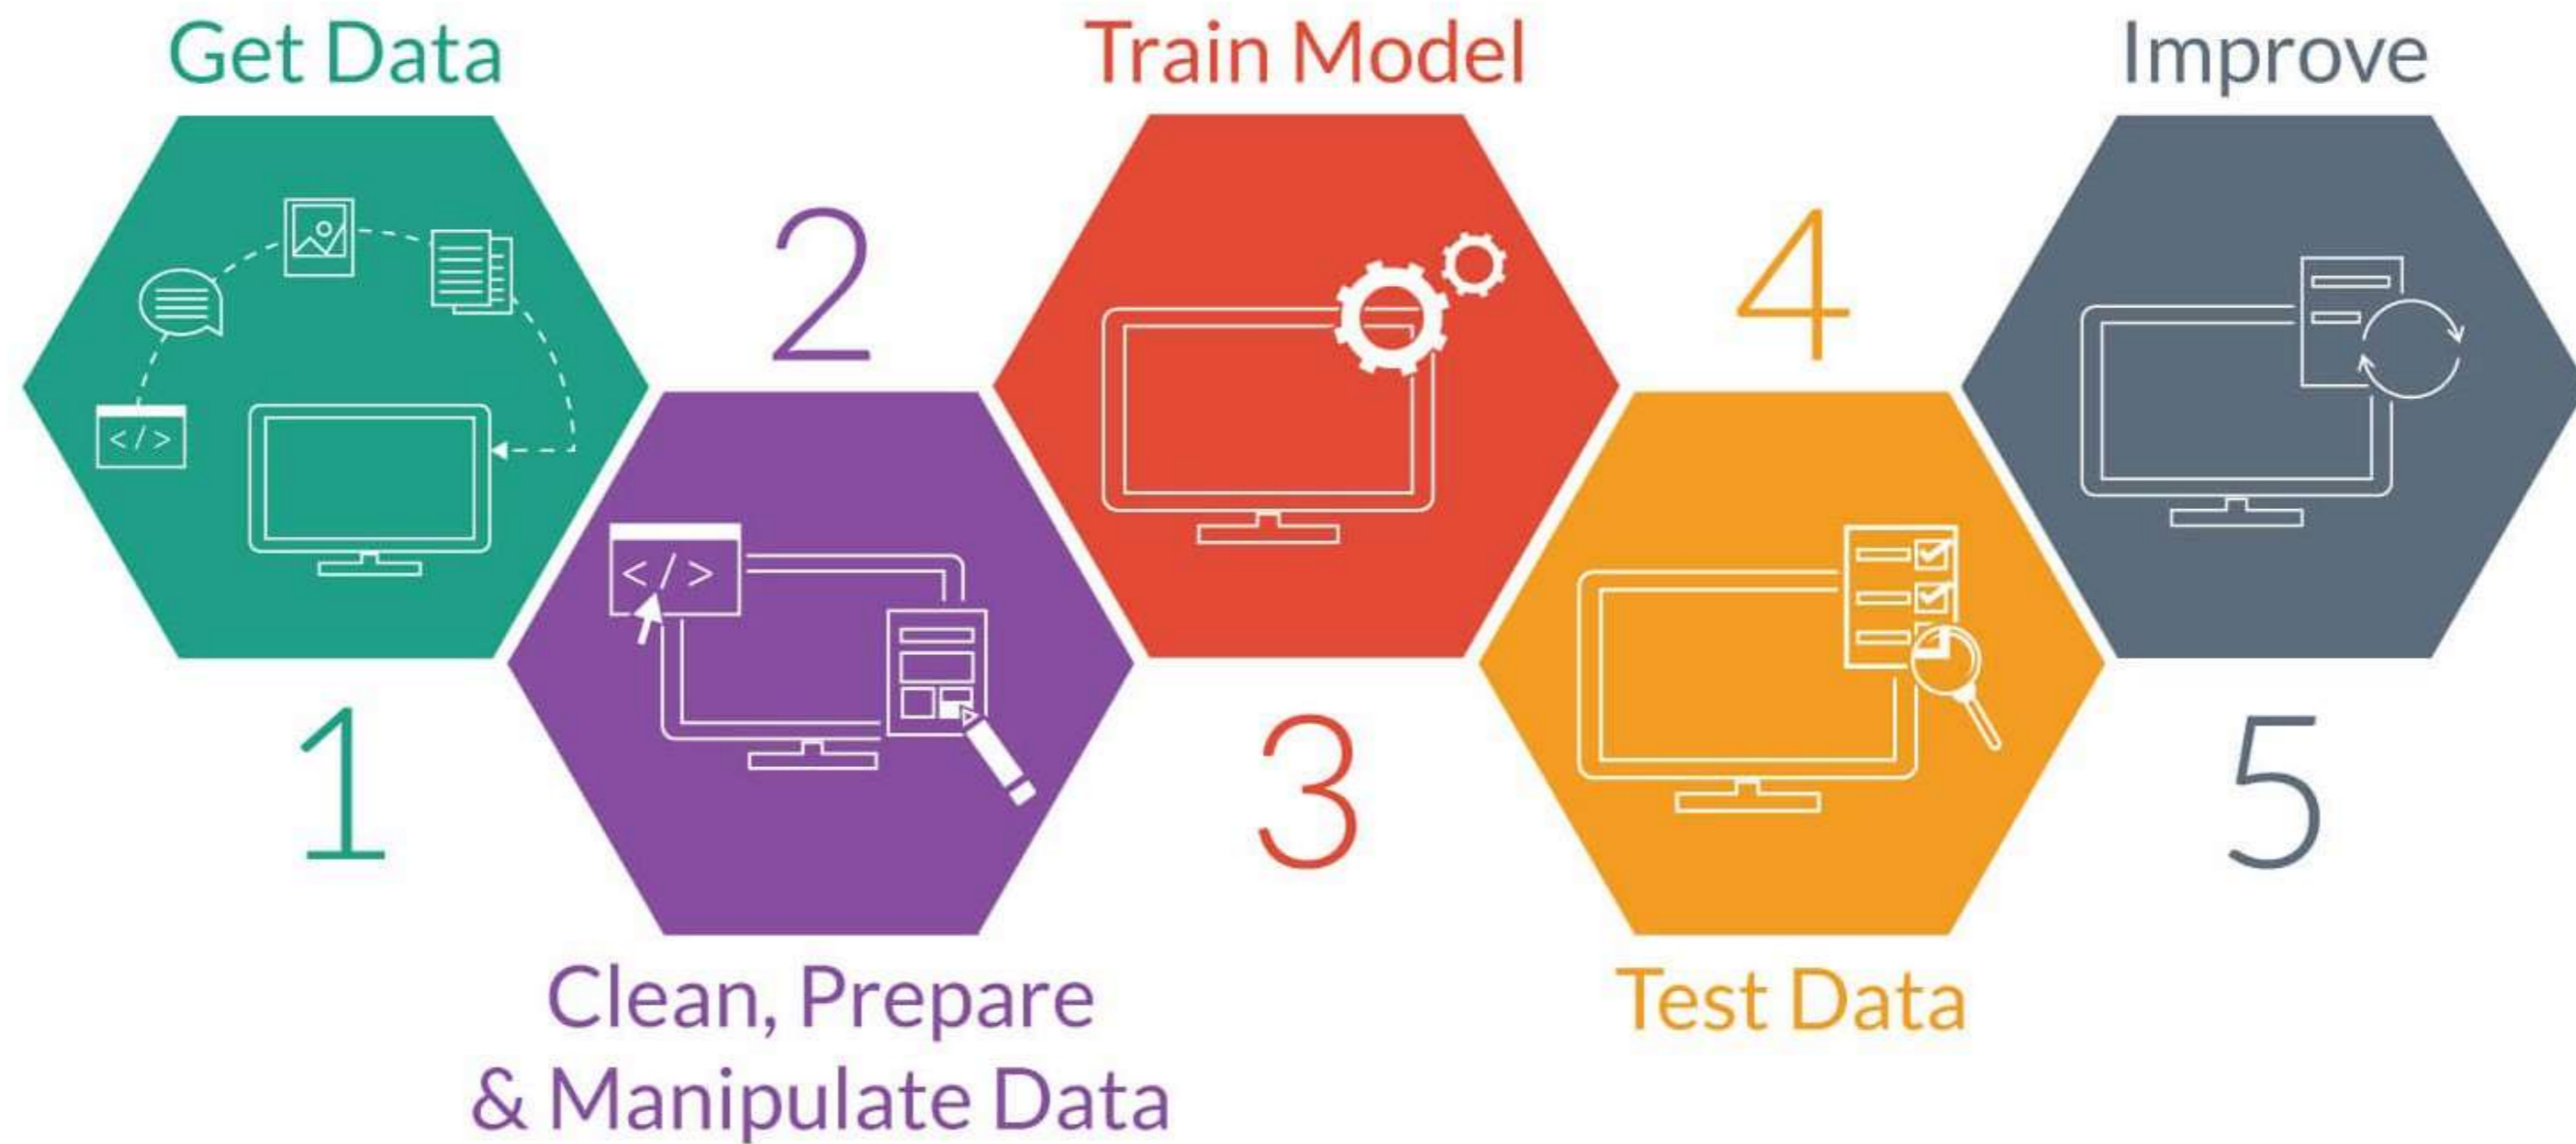 Get Data
1
2
Clean, Prepare
& Manipulate Data
Train Model
3
4
Test Data
Improve
5
</>
</>